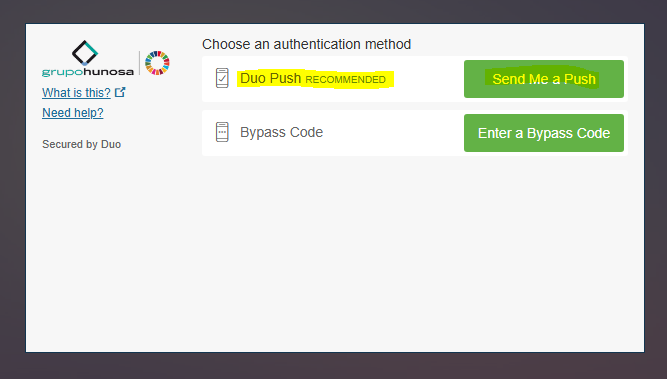 grupohunosa
What is this?
Need help?
Secured by Duo
Choose an authentication method
Duo Push RECOMMENDED
Send Me a Push
Bypass Code
Enter a Bypass Code